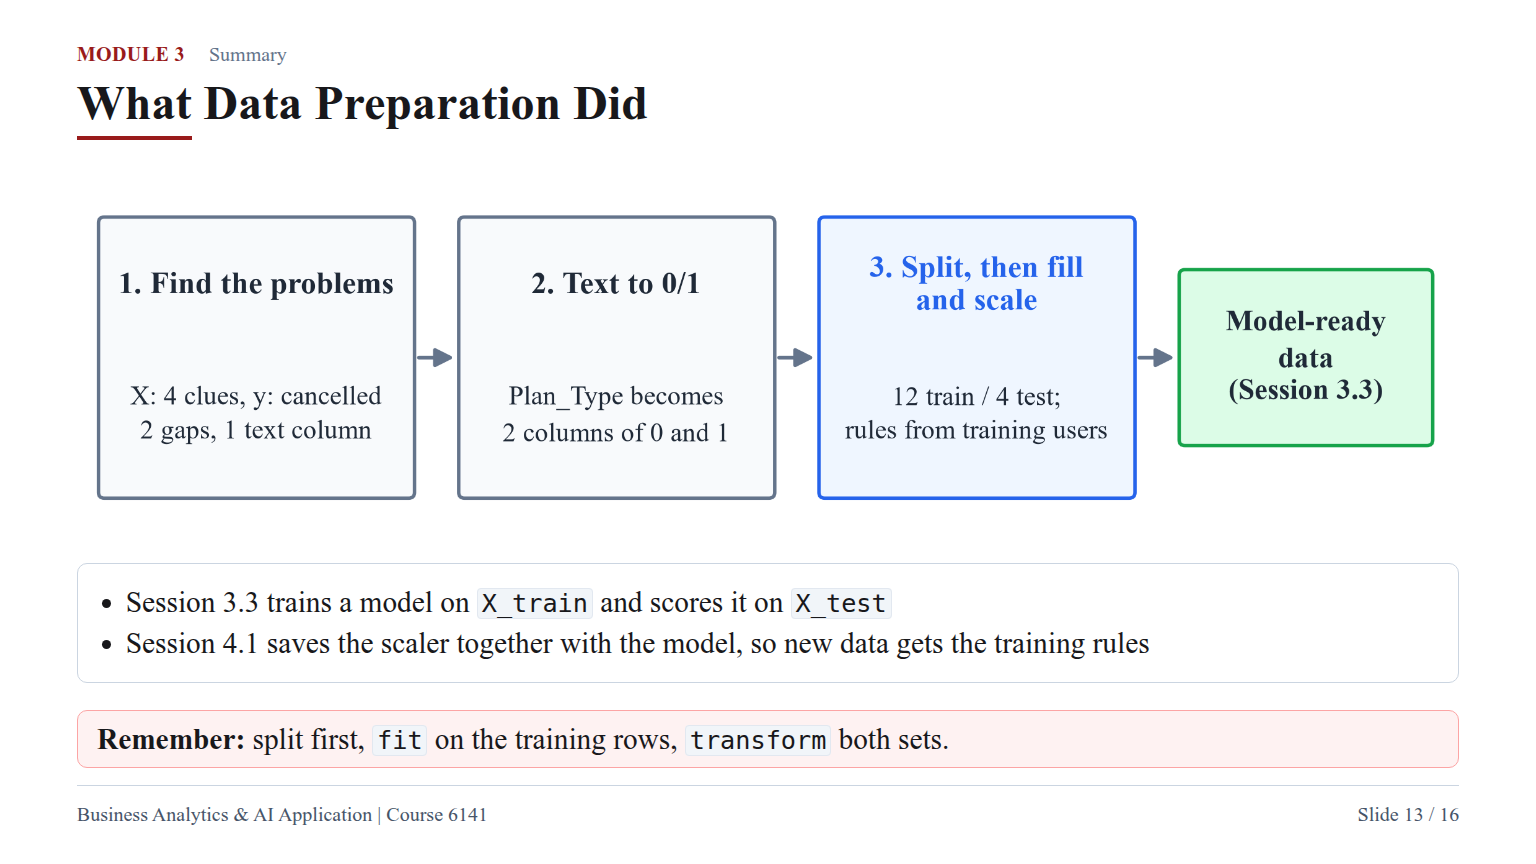 MODULE 3 Summary
What Data Preparation Did
1. Find the problems
X: 4 clues, y: cancelled
2 gaps, 1 text column
2. Text to 0/1
Plan_Type becomes
2 columns of 0 and 1
3. Split, then fill
and scale
12 train / 4 test;
rules from training users
Model-ready
data
(Session 3.3)
• Session 3.3 trains a model on X_train and scores it on X_test
• Session 4.1 saves the scaler together with the model, so new data gets the training rules
Remember: split first, fit on the training rows, transform both sets.
Business Analytics & AI Application | Course 6141
Slide 13 / 16